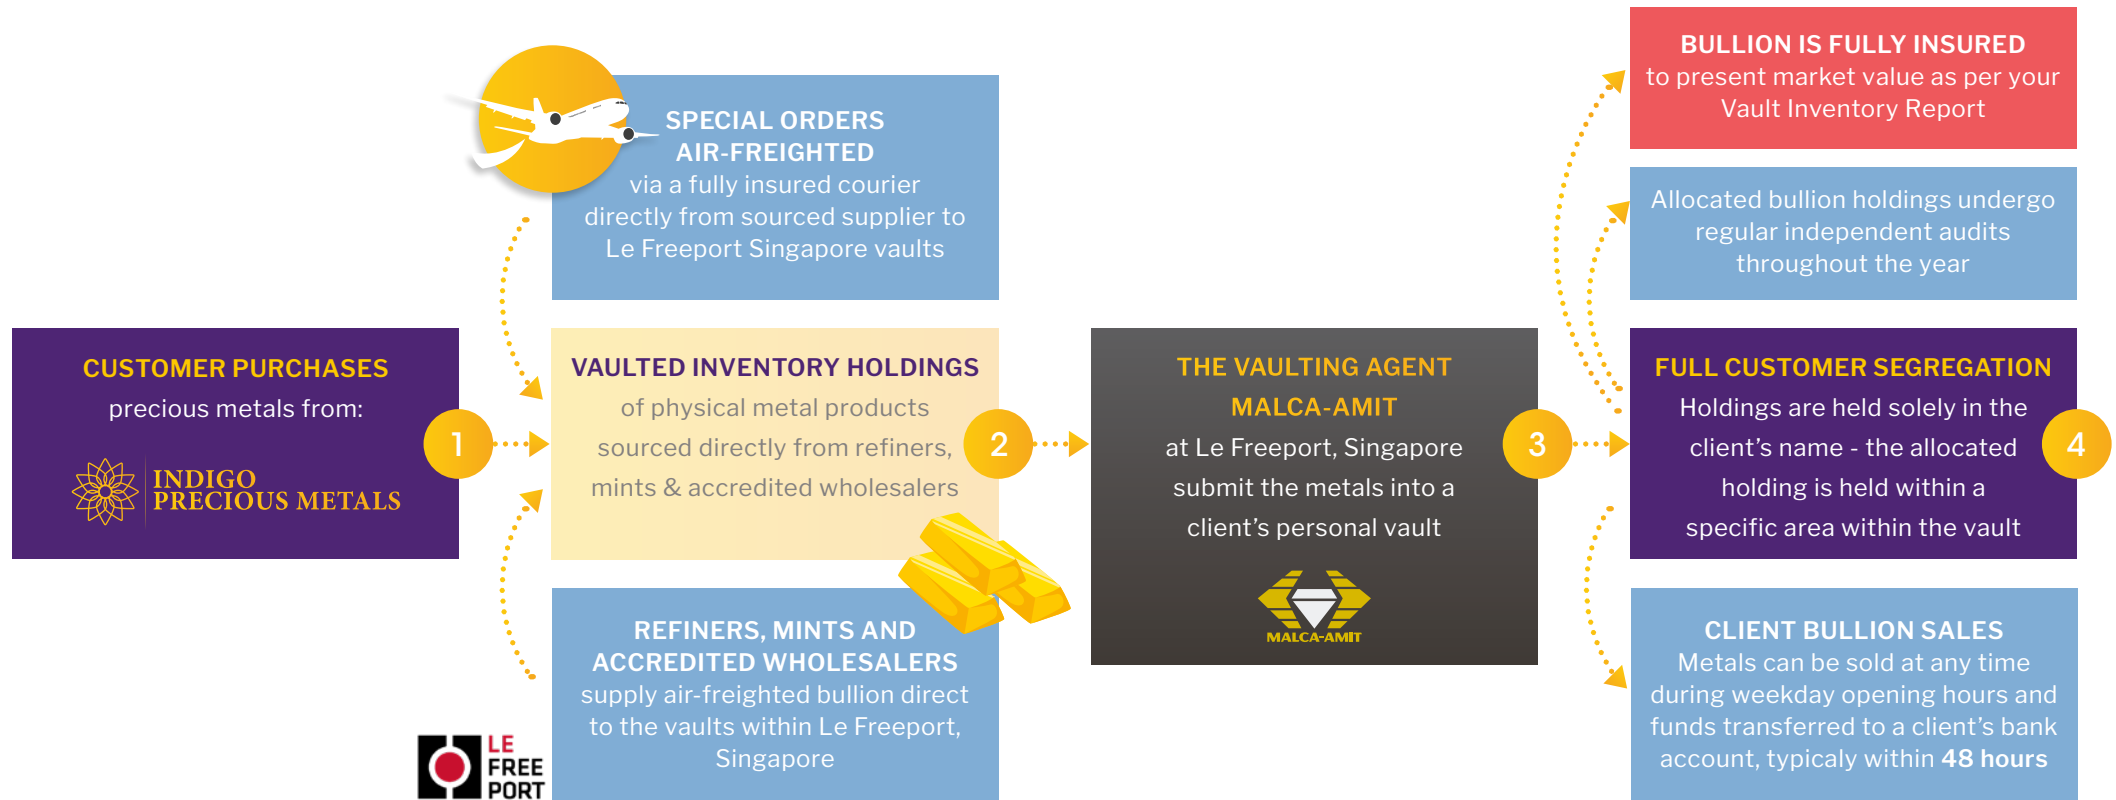 CUSTOMER PURCHASES
precious metals from:
INDIGO
PRECIOUS METALS
1
SPECIAL ORDERS
AIR-FREIGHTED
via a fully insured courier
directly from sourced supplier to
Le Freeport Singapore vaults
VAULTED INVENTORY HOLDINGS
of physical metal products
sourced directly from refiners,
mints & accredited wholesalers
2
REFINERS, MINTS AND
ACCREDITED WHOLESALERS
supply air-freighted bullion direct
to the vaults within Le Freeport,
Singapore
LE
FREE
PORT
THE VAULTING AGENT
MALCA-AMIT
at Le Freeport, Singapore
submit the metals into a
client’s personal vault
MALCA-AMIT
3
BULLION IS FULLY INSURED
to present market value as per your
Vault Inventory Report
Allocated bullion holdings undergo
regular independent audits
throughout the year
FULL CUSTOMER SEGREGATION
Holdings are held solely in the
client’s name - the allocated
holding is held within a
specific area within the vault
4
CLIENT BULLION SALES
Metals can be sold at any time
during weekday opening hours and
funds transferred to a client’s bank
account, typicaly within 48 hours